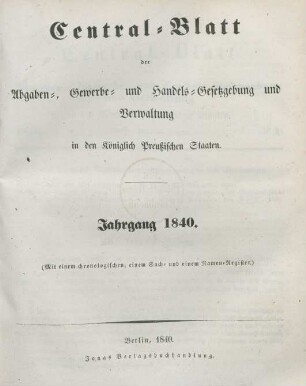 Central-Blatt
der
Abgaben-, Gewerbe- und Handels-Gesetzgebung und
Verwaltung
in den Königlich Preußischen Staaten.
Jahrgang 1840.
(Mit einem chronologischen, einem Sach- und einem Namen-Register)
Berlin, 1840.
Jonas Verlagsbuchhandlung.